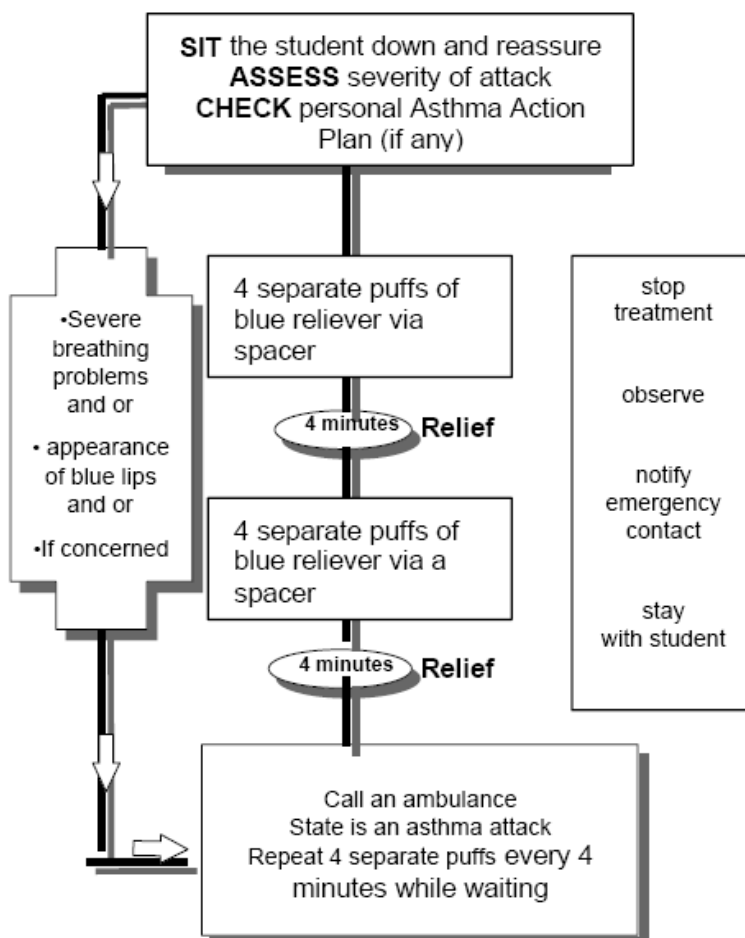 SIT the student down and reassure
ASSESS severity of attack
CHECK personal Asthma Action
Plan (if any)
•Severe
breathing
problems
and or
• appearance
of blue lips
and or
•If concerned
4 separate puffs of
blue reliever via
spacer
4 minutes Relief
4 separate puffs of
blue reliever via a
spacer
4 minutes Relief
stop
treatment
observe
notify
emergency
contact
stay
with student
Call an ambulance
State is an asthma attack
Repeat 4 separate puffs every 4
minutes while waiting